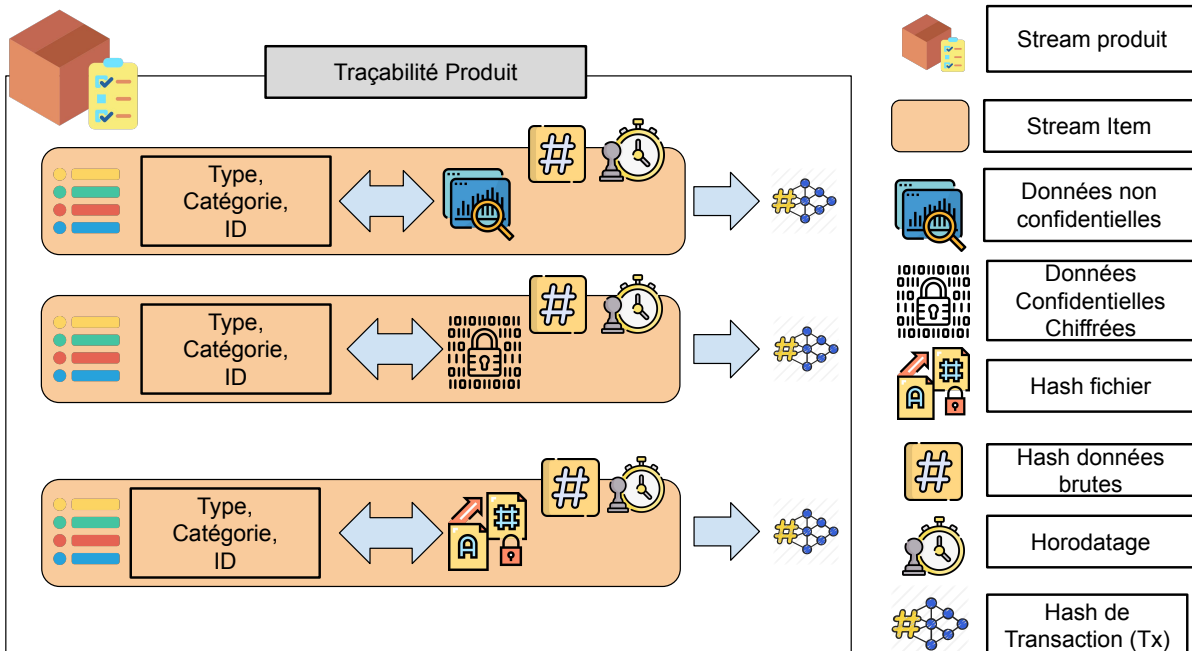 Traçabilité Produit
Type,
Catégorie,
ID
#
#
Type,
Catégorie,
ID
#
#
Type,
Catégorie,
ID
A
#
#
#
Stream produit
Stream Item
Données non
confidentielles
Données
Confidentielles
Chiffrées
A
#
Hash fichier
#
Hash données
brutes
Horodatage
#
Hash de
Transaction (Tx)